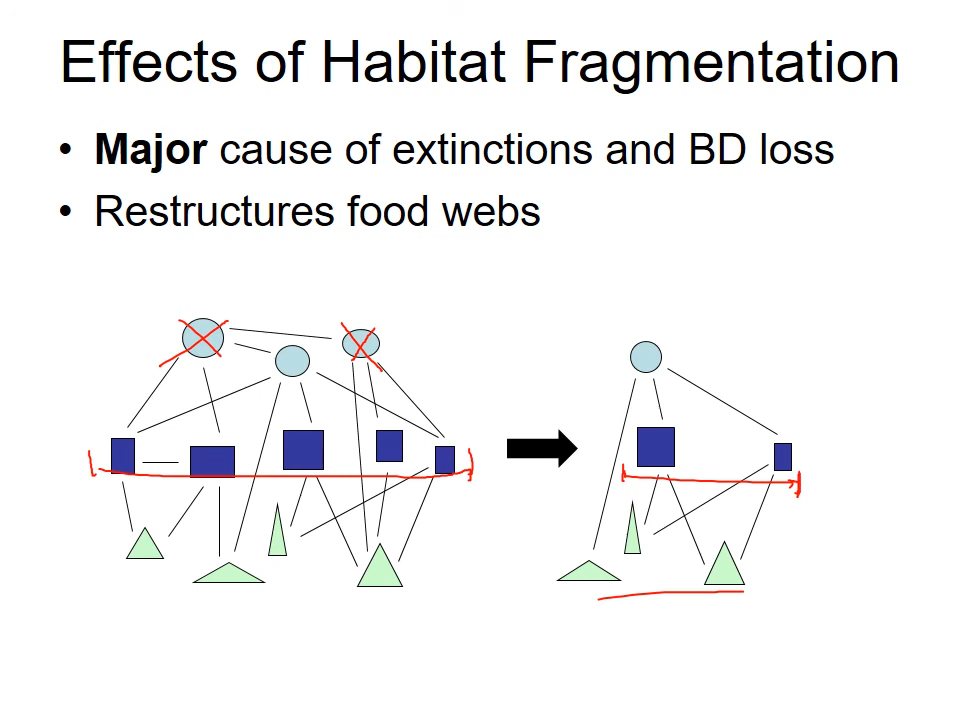 Effects of Habitat Fragmentation
• Major cause of extinctions and BD loss
• Restructures food webs